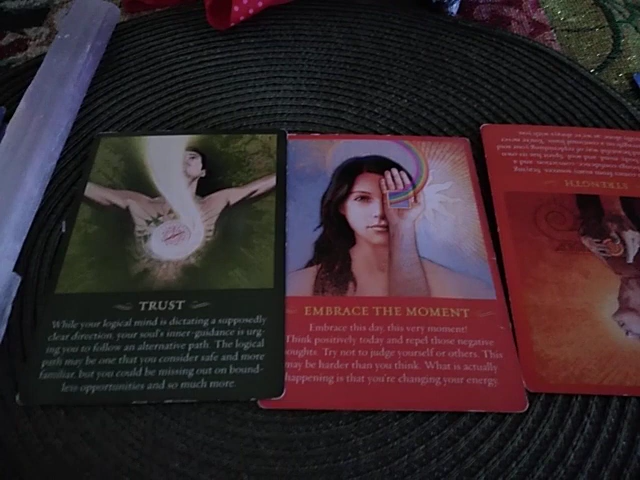 TRUST
While your logical mind is dictating a supposedly
clear direction, your soul's inner-guidance is urg-
ing you to follow an alternative path. The logical
path may be one that you consider safe and more
familiar, but you could be missing out on bound-
less opportunities and so much more.
EMBRACE THE MOMENT
Embrace this day, this very moment!
Think positively today and repel those negative
oughts. Try not to judge yourself or others. This
may be harder than you think. What is actually
happening is that you're changing your energy
STRENGTH